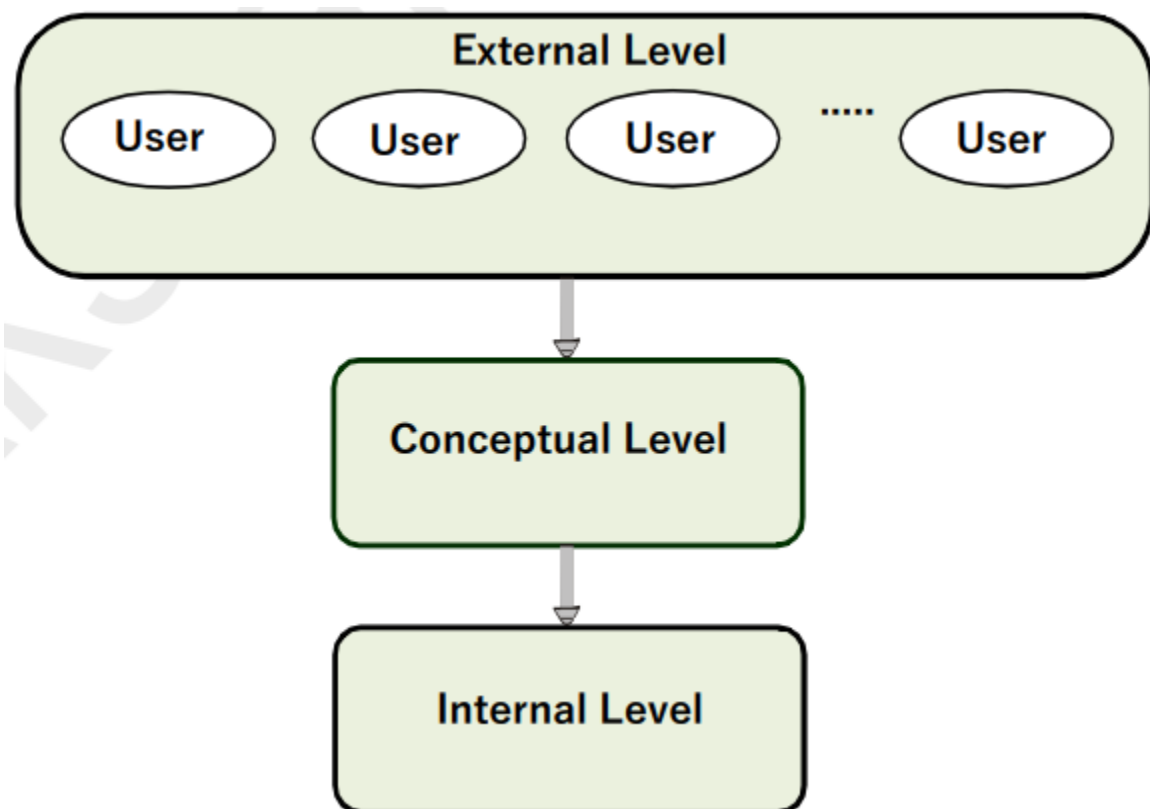 External Level
User
User
User
.....
User
Conceptual Level
Internal Level